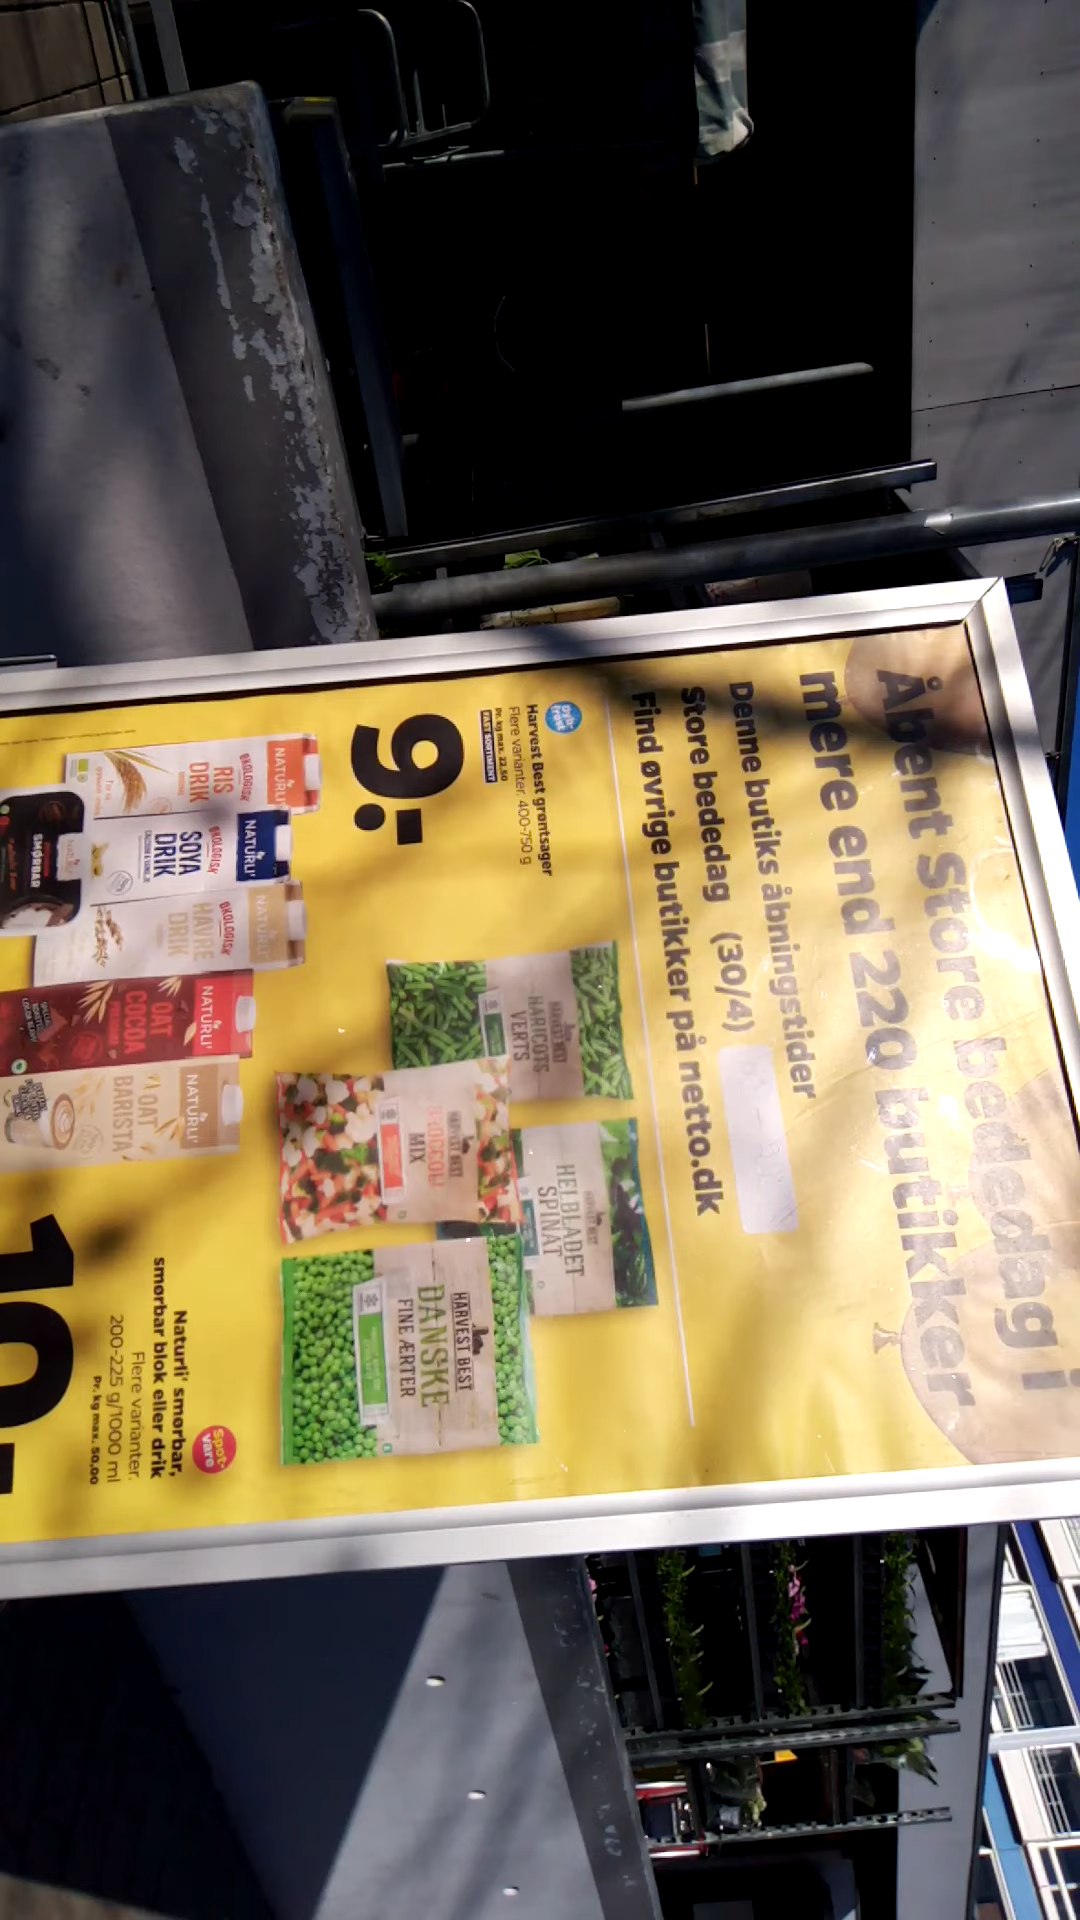 Åbent Store bededag i
mere end 220 butikker
Denne butiks åbningstider
Store bededag (30/4)
Find øvrige butikker på netto.dk
Dyb-
frost
Harvest Best grøntsager
Flere varianter. 400-750 g
Pr. kg max. 22,50
FAST SORTIMENT
9.-
HARVEST BEST
HARICOTS
VERTS
HARVEST BEST
HELBLADET
SPINAT
HARVEST BEST
MIX
HARVEST BEST
DANSKE
FINE ÆRTER
NATURLI'
ØKOLOGISK
RIS
DRIK
NATURLI'
ØKOLOGISK
SOYA
DRIK
NATURLI'
ØKOLOGISK
HAVRE
DRIK
NATURLI'
OAT
COCOA
NATURLI'
OAT
BARISTA
SMØRBAR
Spot-
vare
Naturli' smørbar,
smørbar blok eller drik
Flere varianter.
200-225 g/1000 ml
Pr. kg max. 50,00
10.-